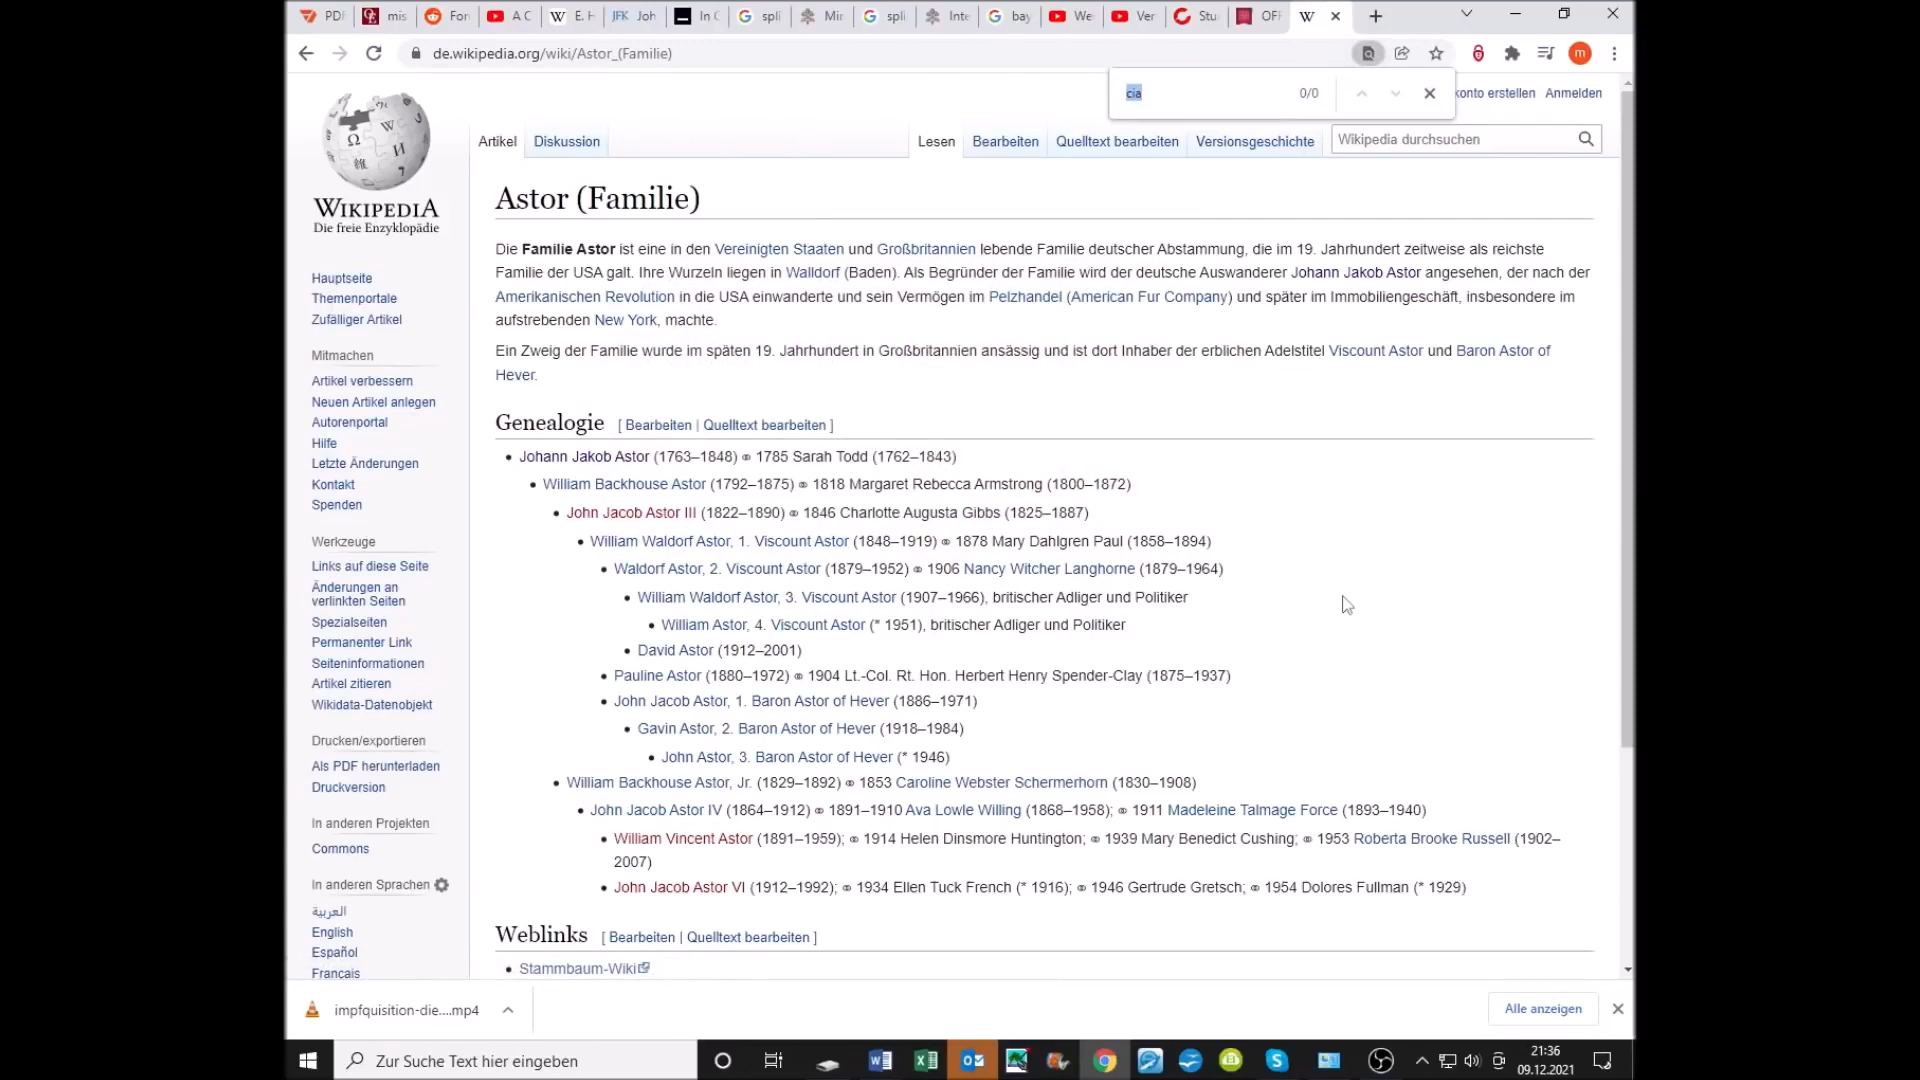 PDF
mis
For
A C
E. H
JFK Joh
In C
spli
Mir
spli
Inte
bay
We
Ver
Stu
OFF
de.wikipedia.org/wiki/Astor_(Familie)
m
cia 0/0
konto erstellen Anmelden
Artikel Diskussion Lesen Bearbeiten Quelltext bearbeiten Versionsgeschichte Wikipedia durchsuchen
WIKIPEDIA
Die freie Enzyklopädie
Hauptseite
Themenportale
Zufälliger Artikel
Mitmachen
Artikel verbessern
Neuen Artikel anlegen
Autorenportal
Hilfe
Letzte Änderungen
Kontakt
Spenden
Werkzeuge
Links auf diese Seite
Änderungen an
verlinkten Seiten
Spezialseiten
Permanenter Link
Seiteninformationen
Artikel zitieren
Wikidata-Datenobjekt
Drucken/exportieren
Als PDF herunterladen
Druckversion
In anderen Projekten
Commons
In anderen Sprachen
العربية
English
Español
Français
Astor (Familie)
Die Familie Astor ist eine in den Vereinigten Staaten und Großbritannien lebende Familie deutscher Abstammung, die im 19. Jahrhundert zeitweise als reichste
Familie der USA galt. Ihre Wurzeln liegen in Walldorf (Baden). Als Begründer der Familie wird der deutsche Auswanderer Johann Jakob Astor angesehen, der nach der
Amerikanischen Revolution in die USA einwanderte und sein Vermögen im Pelzhandel (American Fur Company) und später im Immobiliengeschäft, insbesondere im
aufstrebenden New York, machte.
Ein Zweig der Familie wurde im späten 19. Jahrhundert in Großbritannien ansässig und ist dort Inhaber der erblichen Adelstitel Viscount Astor und Baron Astor of
Hever.
Genealogie [ Bearbeiten | Quelltext bearbeiten ]
• Johann Jakob Astor (1763–1848) ⚭ 1785 Sarah Todd (1762–1843)
• William Backhouse Astor (1792–1875) ⚭ 1818 Margaret Rebecca Armstrong (1800–1872)
• John Jacob Astor III (1822–1890) ⚭ 1846 Charlotte Augusta Gibbs (1825–1887)
• William Waldorf Astor, 1. Viscount Astor (1848–1919) ⚭ 1878 Mary Dahlgren Paul (1858–1894)
• Waldorf Astor, 2. Viscount Astor (1879–1952) ⚭ 1906 Nancy Witcher Langhorne (1879–1964)
• William Waldorf Astor, 3. Viscount Astor (1907–1966), britischer Adliger und Politiker
• William Astor, 4. Viscount Astor (* 1951), britischer Adliger und Politiker
• David Astor (1912–2001)
• Pauline Astor (1880–1972) ⚭ 1904 Lt.-Col. Rt. Hon. Herbert Henry Spender-Clay (1875–1937)
• John Jacob Astor, 1. Baron Astor of Hever (1886–1971)
• Gavin Astor, 2. Baron Astor of Hever (1918–1984)
• John Astor, 3. Baron Astor of Hever (* 1946)
• William Backhouse Astor, Jr. (1829–1892) ⚭ 1853 Caroline Webster Schermerhorn (1830–1908)
• John Jacob Astor IV (1864–1912) ⚭ 1891–1910 Ava Lowle Willing (1868–1958); ⚭ 1911 Madeleine Talmage Force (1893–1940)
• William Vincent Astor (1891–1959); ⚭ 1914 Helen Dinsmore Huntington; ⚭ 1939 Mary Benedict Cushing; ⚭ 1953 Roberta Brooke Russell (1902–
2007)
• John Jacob Astor VI (1912–1992); ⚭ 1934 Ellen Tuck French (* 1916); ⚭ 1946 Gertrude Gretsch; ⚭ 1954 Dolores Fullman (* 1929)
Weblinks [ Bearbeiten | Quelltext bearbeiten ]
• Stammbaum-Wiki
impfquisition-die....mp4 Alle anzeigen
Zur Suche Text hier eingeben
21:36
09.12.2021